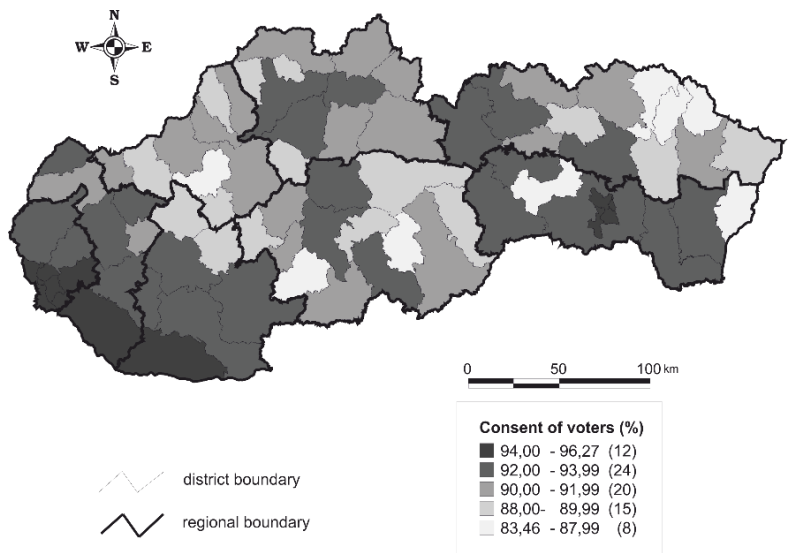 N
W E
S
0 50 100 km
Consent of voters (%)
94,00 - 96,27 (12)
92,00 - 93,99 (24)
90,00 - 91,99 (20)
88,00- 89,99 (15)
83,46 - 87,99 (8)
district boundary
regional boundary